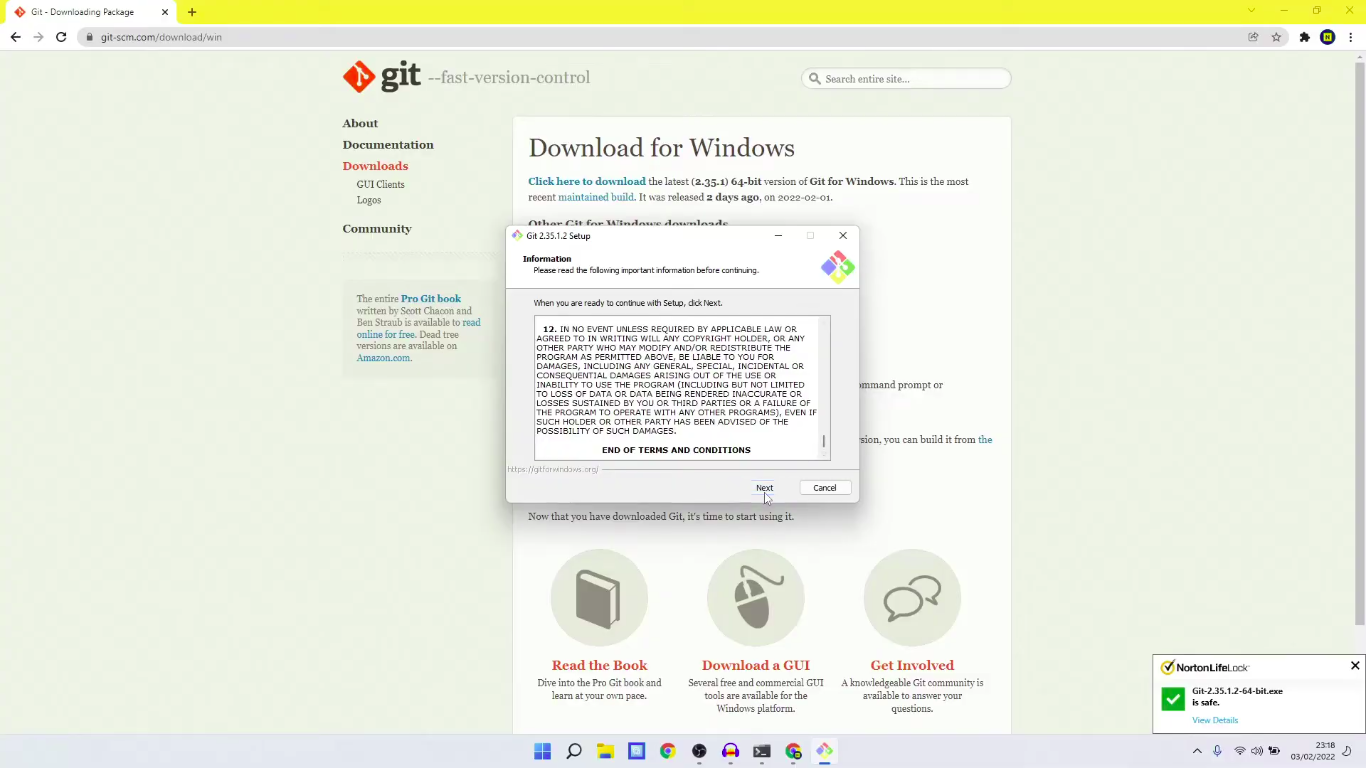 Git - Downloading Package
git-scm.com/download/win
git --fast-version-control
Search entire site...
About
Documentation
Downloads
GUI Clients
Logos
Community
The entire Pro Git book
written by Scott Chacon and
Ben Straub is available to read
online for free. Dead tree
versions are available on
Amazon.com.
Download for Windows
Click here to download the latest (2.35.1) 64-bit version of Git for Windows. This is the most
recent maintained build. It was released 2 days ago, on 2022-02-01.
Other Git for Windows downloads
Git 2.35.1.2 Setup
Information
Please read the following important information before continuing.
When you are ready to continue with Setup, click Next.
12. IN NO EVENT UNLESS REQUIRED BY APPLICABLE LAW OR
AGREED TO IN WRITING WILL ANY COPYRIGHT HOLDER, OR ANY
OTHER PARTY WHO MAY MODIFY AND/OR REDISTRIBUTE THE
PROGRAM AS PERMITTED ABOVE, BE LIABLE TO YOU FOR
DAMAGES, INCLUDING ANY GENERAL, SPECIAL, INCIDENTAL OR
CONSEQUENTIAL DAMAGES ARISING OUT OF THE USE OR
INABILITY TO USE THE PROGRAM (INCLUDING BUT NOT LIMITED
TO LOSS OF DATA OR DATA BEING RENDERED INACCURATE OR
LOSSES SUSTAINED BY YOU OR THIRD PARTIES OR A FAILURE OF
THE PROGRAM TO OPERATE WITH ANY OTHER PROGRAMS), EVEN IF
SUCH HOLDER OR OTHER PARTY HAS BEEN ADVISED OF THE
POSSIBILITY OF SUCH DAMAGES.
END OF TERMS AND CONDITIONS
https://gitforwindows.org/
Next
Cancel
command prompt or
sion, you can build it from the
Now that you have downloaded Git, it's time to start using it.
Read the Book
Dive into the Pro Git book and
learn at your own pace.
Download a GUI
Several free and commercial GUI
tools are available for the
Windows platform.
Get Involved
A knowledgeable Git community is
available to answer your
questions.
NortonLifeLock
Git-2.35.1.2-64-bit.exe
is safe.
View Details
23:18
03/02/2022